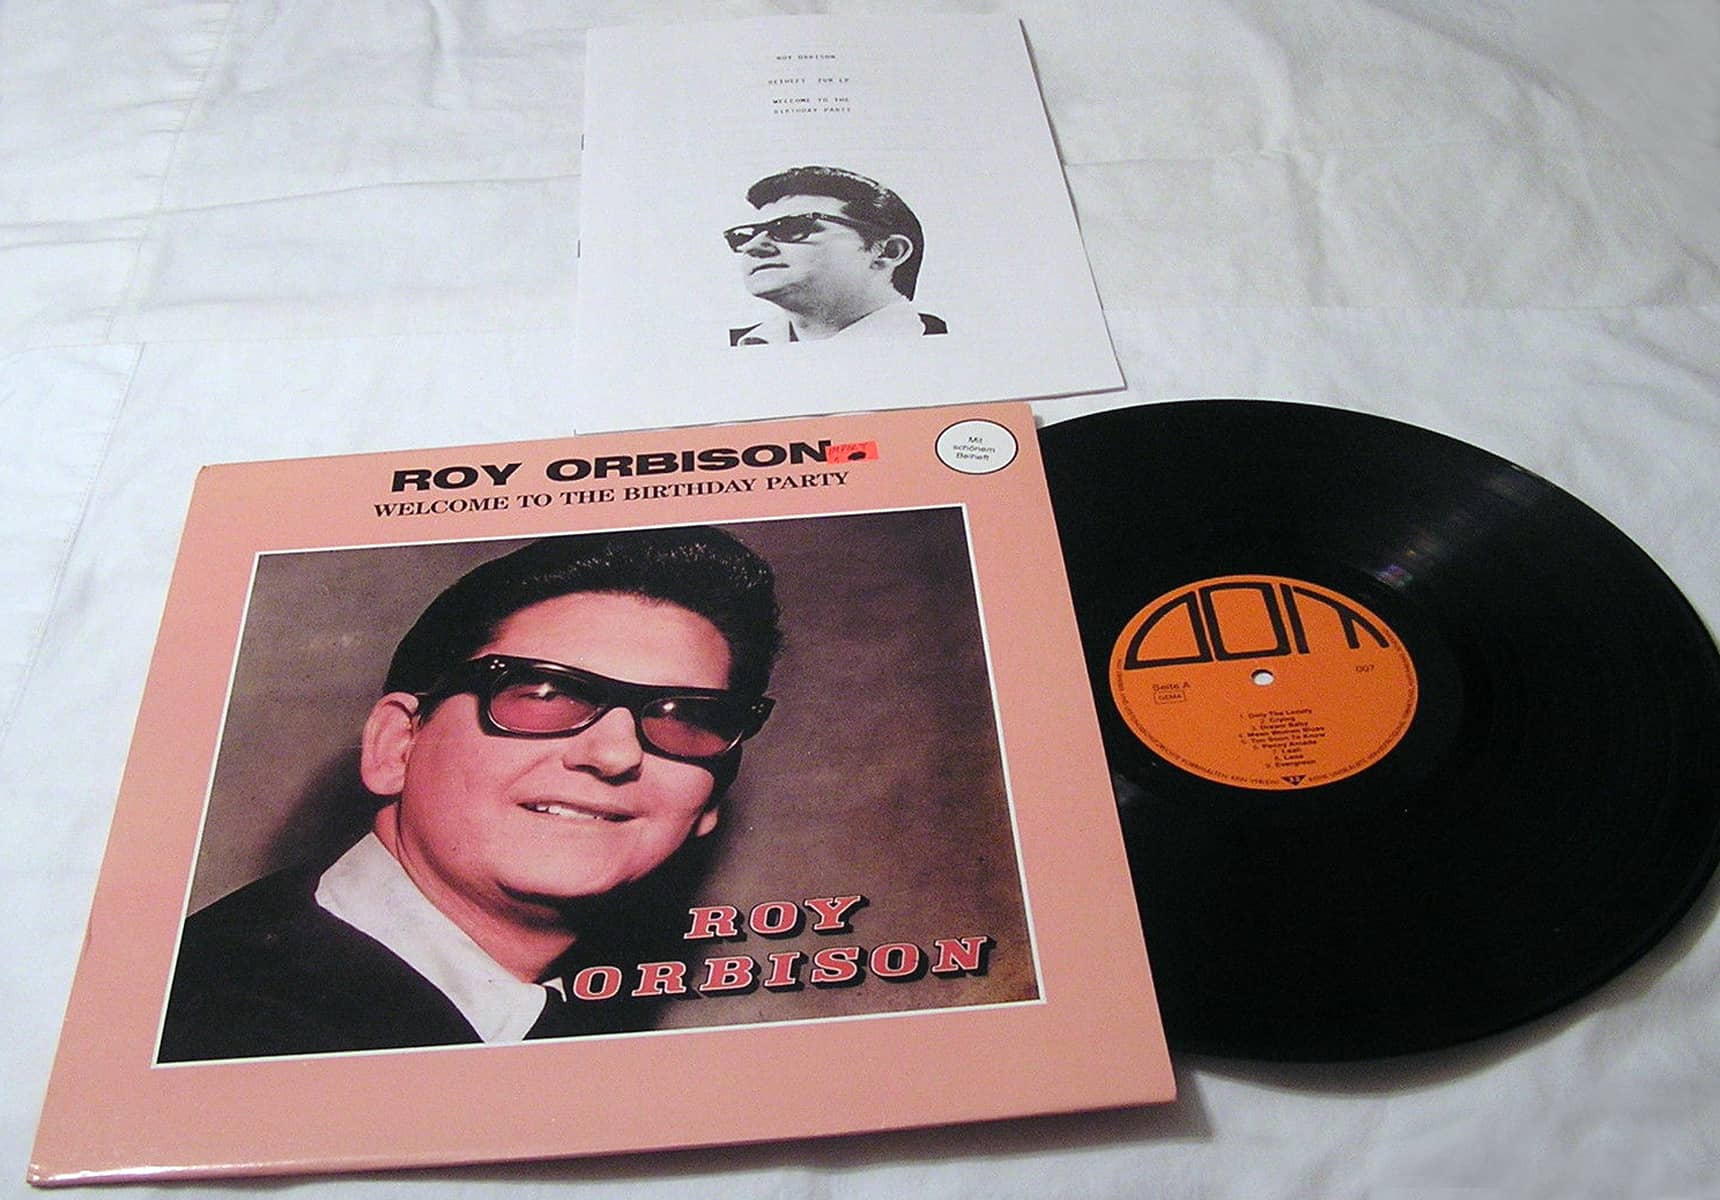 ROY ORBISON
BEIHEFT ZUR LP
WELCOME TO THE
BIRTHDAY PARTY
ROY ORBISON
WELCOME TO THE BIRTHDAY PARTY
Mit
schönem
Beiheft
ROY
ORBISON
DOM
007
Seite A
GEMA
1. Only The Lonely
2. Crying
3. Dream Baby
4. Mean Woman Blues
5. Too Soon To Know
6. Penny Arcade
7. Leah
8. Lana
9. Evergreen